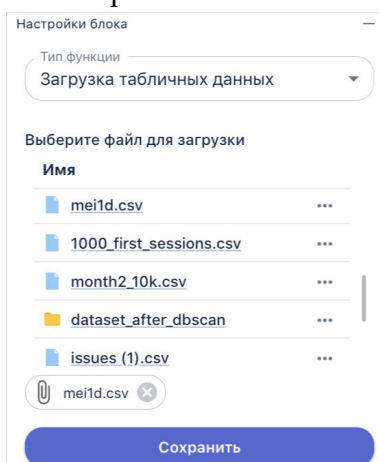 Настройки блока
Тип функции
Загрузка табличных данных
Выберите файл для загрузки
Имя
mei1d.csv
1000_first_sessions.csv
month2_10k.csv
dataset_after_dbscan
issues (1).csv
mei1d.csv
Сохранить